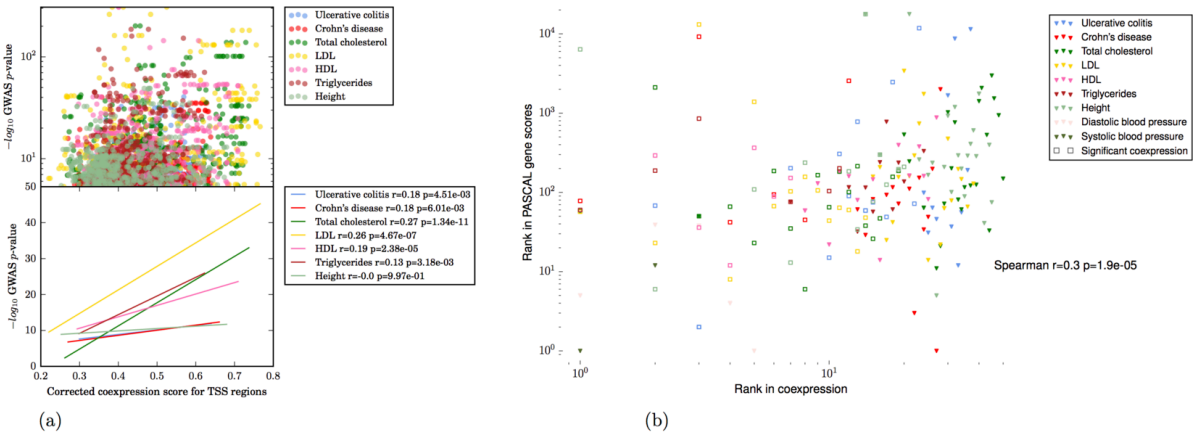 Ulcerative colitis
Crohn's disease
Total cholesterol
LDL
HDL
Triglycerides
Height
−log₁₀ GWAS p-value
10²
10¹
50
40
30
20
10
0
−log₁₀ GWAS p-value
Ulcerative colitis r=0.18 p=4.51e-03
Crohn's disease r=0.18 p=6.01e-03
Total cholesterol r=0.27 p=1.34e-11
LDL r=0.26 p=4.67e-07
HDL r=0.19 p=2.38e-05
Triglycerides r=0.13 p=3.18e-03
Height r=-0.0 p=9.97e-01
0.2 0.3 0.4 0.5 0.6 0.7 0.8
Corrected coexpression score for TSS regions
(a)
Rank in PASCAL gene scores
10⁴
10³
10²
10¹
10⁰
10⁰ 10¹
Rank in coexpression
Spearman r=0.3 p=1.9e-05
Ulcerative colitis
Crohn's disease
Total cholesterol
LDL
HDL
Triglycerides
Height
Diastolic blood pressure
Systolic blood pressure
Significant coexpression
(b)